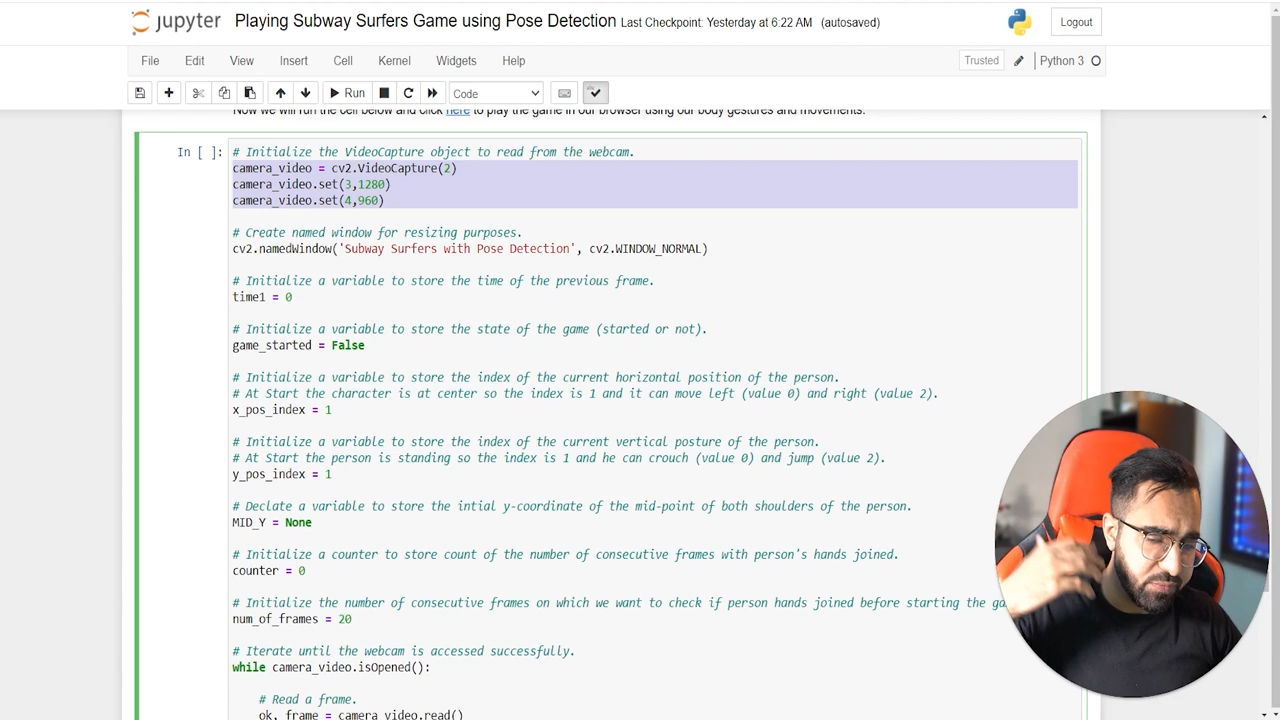 jupyter Playing Subway Surfers Game using Pose Detection Last Checkpoint: Yesterday at 6:22 AM (autosaved) Logout
File Edit View Insert Cell Kernel Widgets Help Trusted Python 3
Run Code
Now we will run the cell below and click here to play the game in our browser using our body gestures and movements.
In [ ]: # Initialize the VideoCapture object to read from the webcam.
camera_video = cv2.VideoCapture(2)
camera_video.set(3,1280)
camera_video.set(4,960)
# Create named window for resizing purposes.
cv2.namedWindow('Subway Surfers with Pose Detection', cv2.WINDOW_NORMAL)
# Initialize a variable to store the time of the previous frame.
time1 = 0
# Initialize a variable to store the state of the game (started or not).
game_started = False
# Initialize a variable to store the index of the current horizontal position of the person.
# At Start the character is at center so the index is 1 and it can move left (value 0) and right (value 2).
x_pos_index = 1
# Initialize a variable to store the index of the current vertical posture of the person.
# At Start the person is standing so the index is 1 and he can crouch (value 0) and jump (value 2).
y_pos_index = 1
# Declate a variable to store the intial y-coordinate of the mid-point of both shoulders of the person.
MID_Y = None
# Initialize a counter to store count of the number of consecutive frames with person's hands joined.
counter = 0
# Initialize the number of consecutive frames on which we want to check if person hands joined before starting the
num_of_frames = 20
# Iterate until the webcam is accessed successfully.
while camera_video.isOpened():
# Read a frame.
ok, frame = camera_video.read()